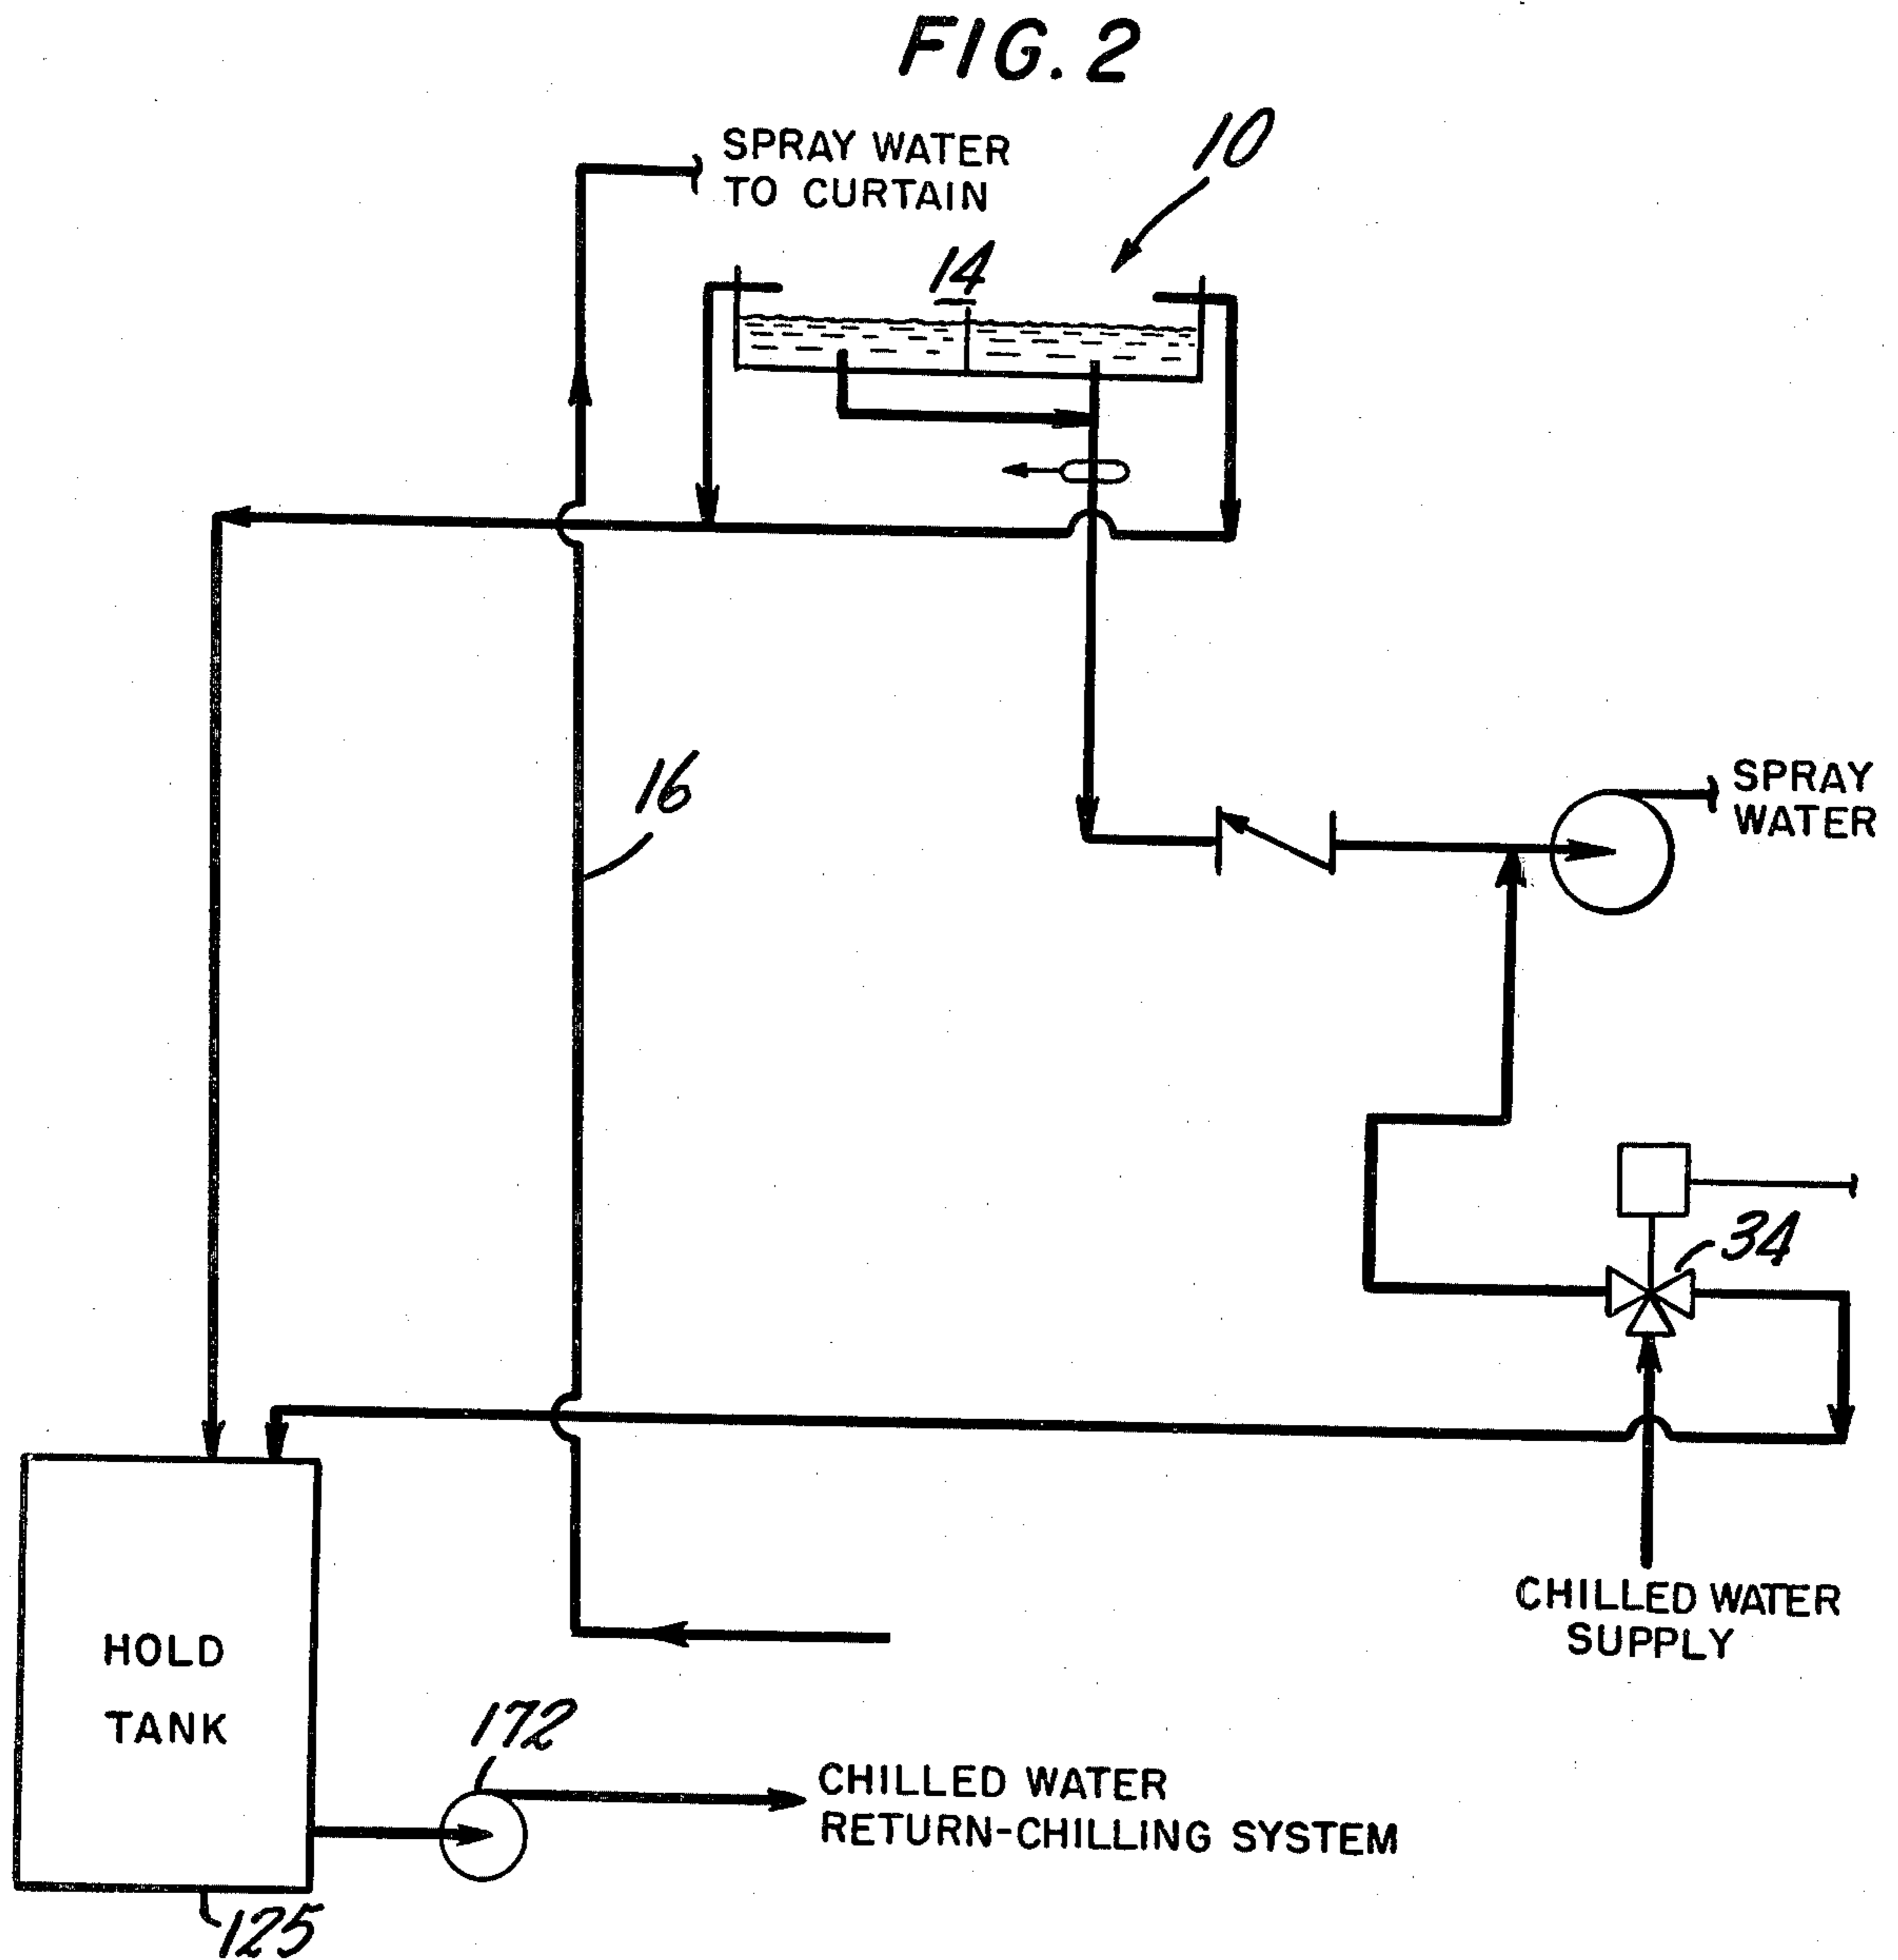 FIG. 2
SPRAY WATER
TO CURTAIN
10
14
16
SPRAY
WATER
34
CHILLED WATER
SUPPLY
HOLD
TANK
172
CHILLED WATER
RETURN-CHILLING SYSTEM
125